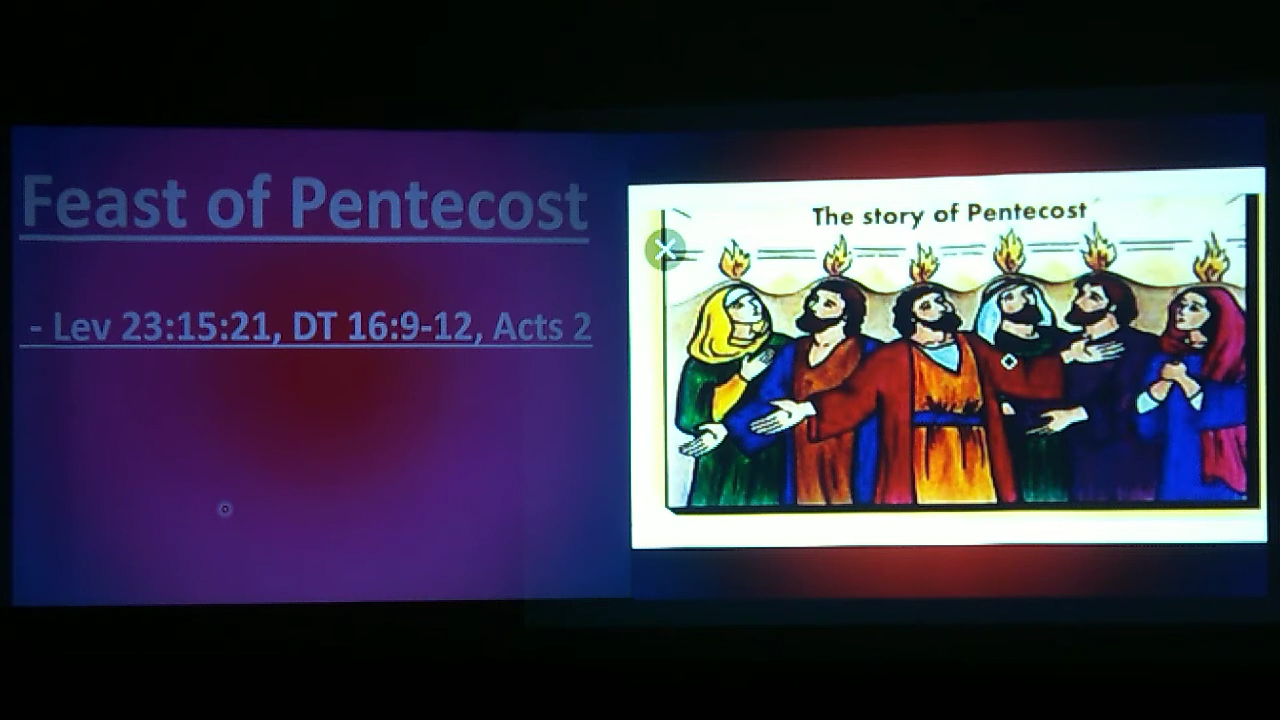 Feast of Pentecost
- Lev 23:15:21, DT 16:9-12, Acts 2
The story of Pentecost